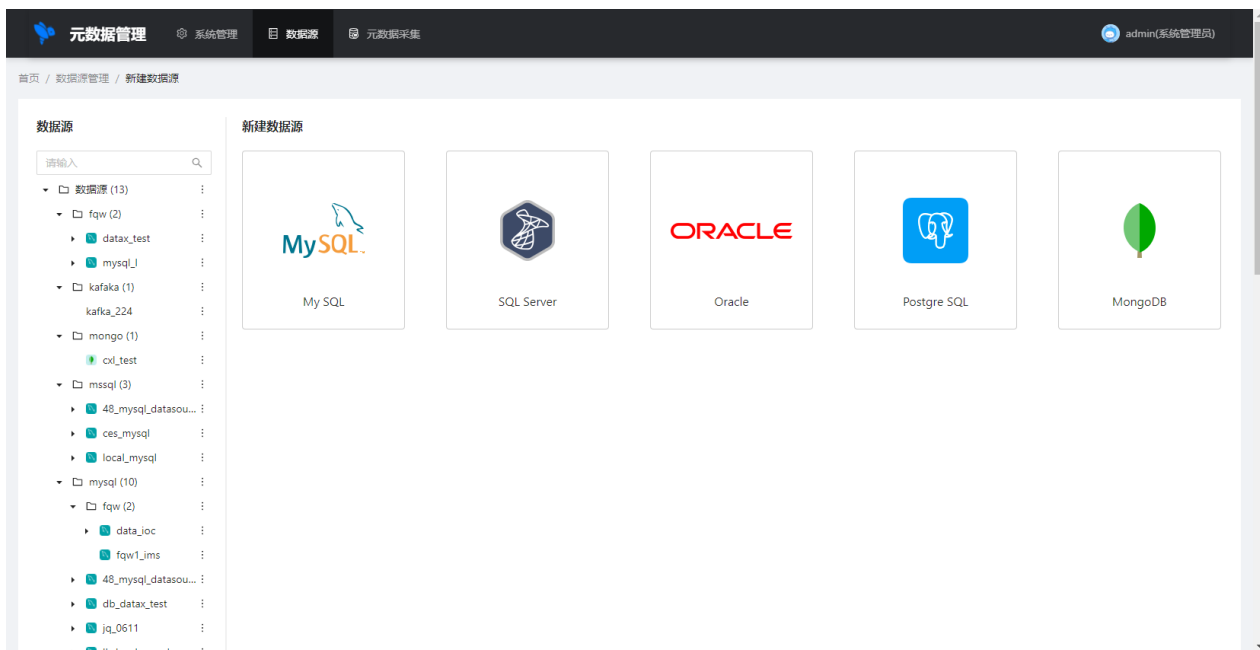 元数据管理 系统管理 数据源 元数据采集 admin(系统管理员)
首页 / 数据源管理 / 新建数据源
数据源
请输入
数据源 (13)
fqw (2)
datax_test
mysql_l
kafaka (1)
kafka_224
mongo (1)
cxl_test
mssql (3)
48_mysql_datasou...
ces_mysql
local_mysql
mysql (10)
fqw (2)
data_ioc
fqw1_ims
48_mysql_datasou...
db_datax_test
jq_0611
新建数据源
MySQL
ORACLE
My SQL
SQL Server
Oracle
Postgre SQL
MongoDB